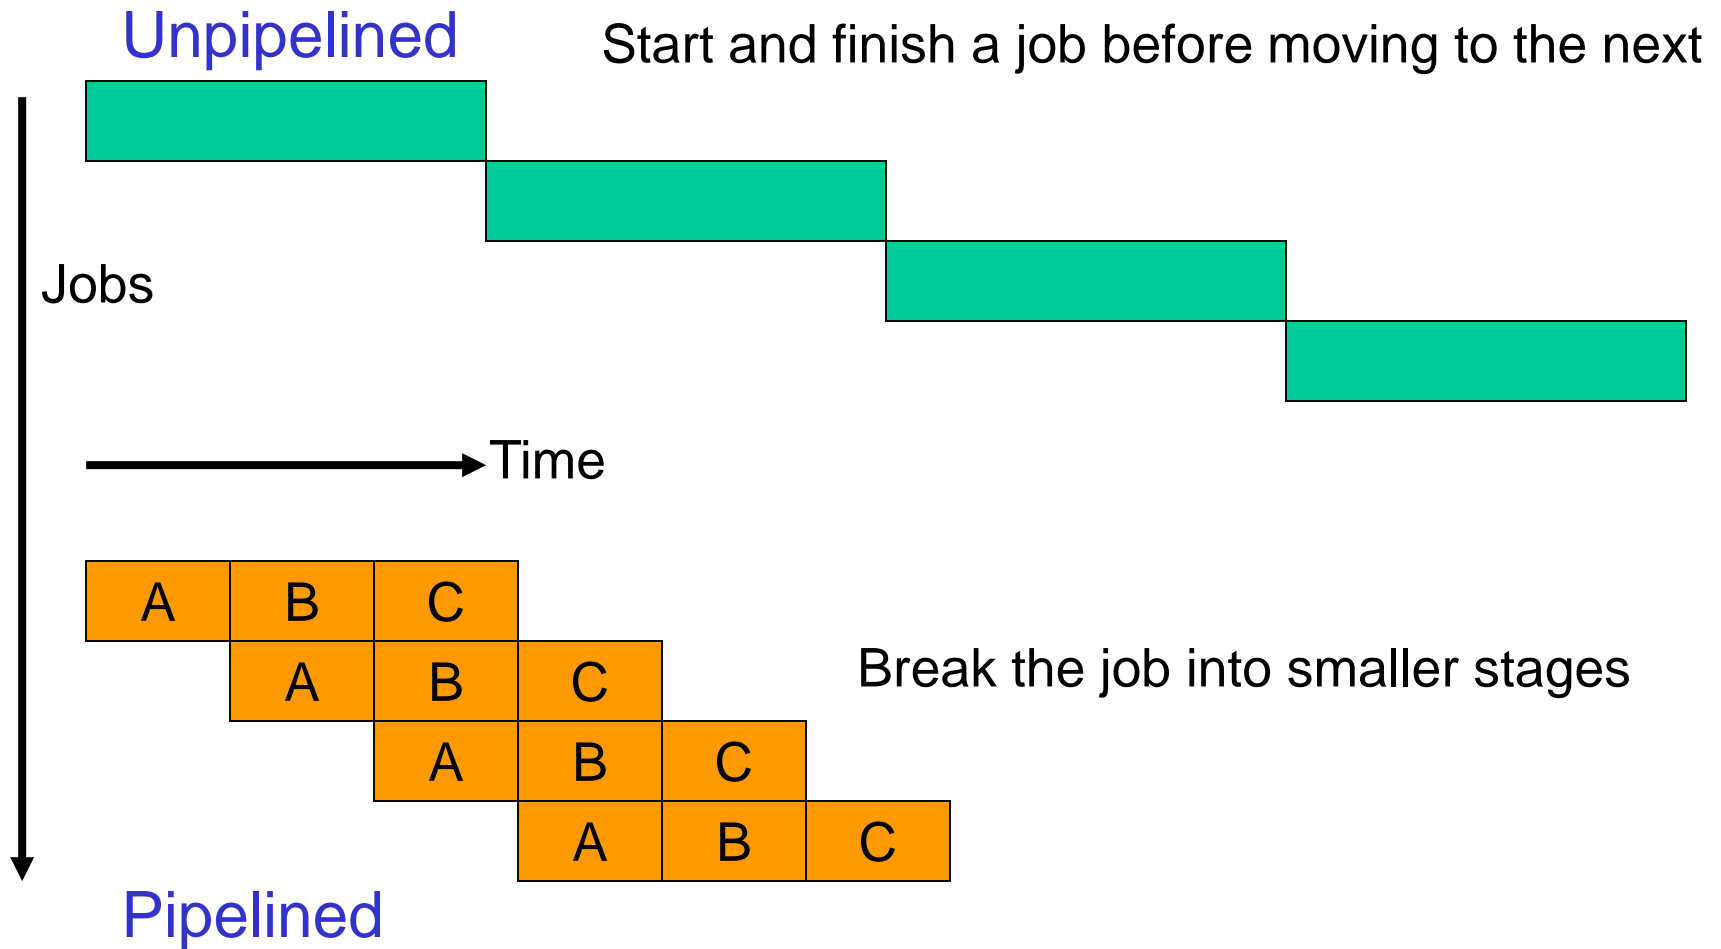 Unpipelined
Start and finish a job before moving to the next
Jobs
Time
A B C
A B C
Break the job into smaller stages
A B C
A B C
Pipelined